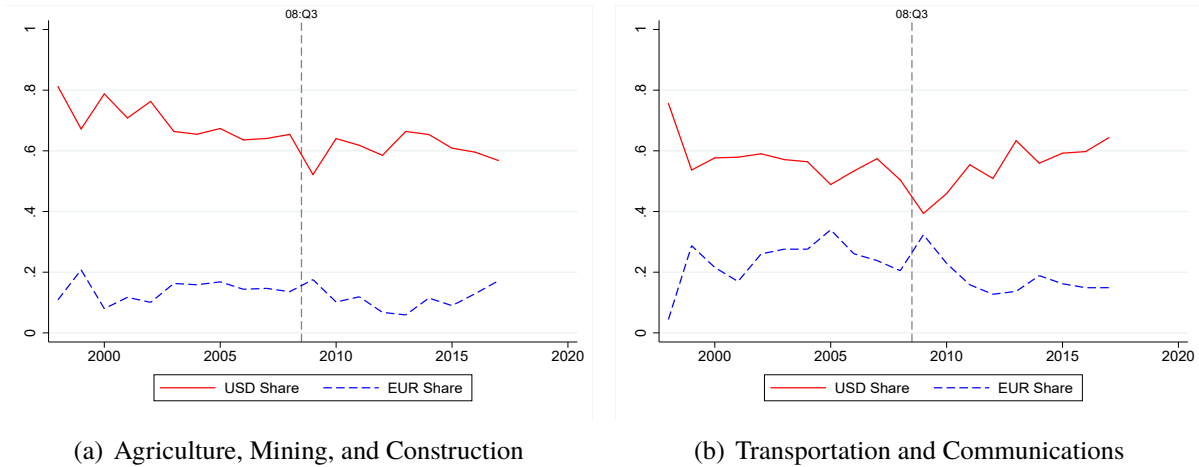 08:Q3
1
.8
.6
.4
.2
0
2000 2005 2010 2015 2020
USD Share EUR Share
(a) Agriculture, Mining, and Construction
08:Q3
1
.8
.6
.4
.2
0
2000 2005 2010 2015 2020
USD Share EUR Share
(b) Transportation and Communications